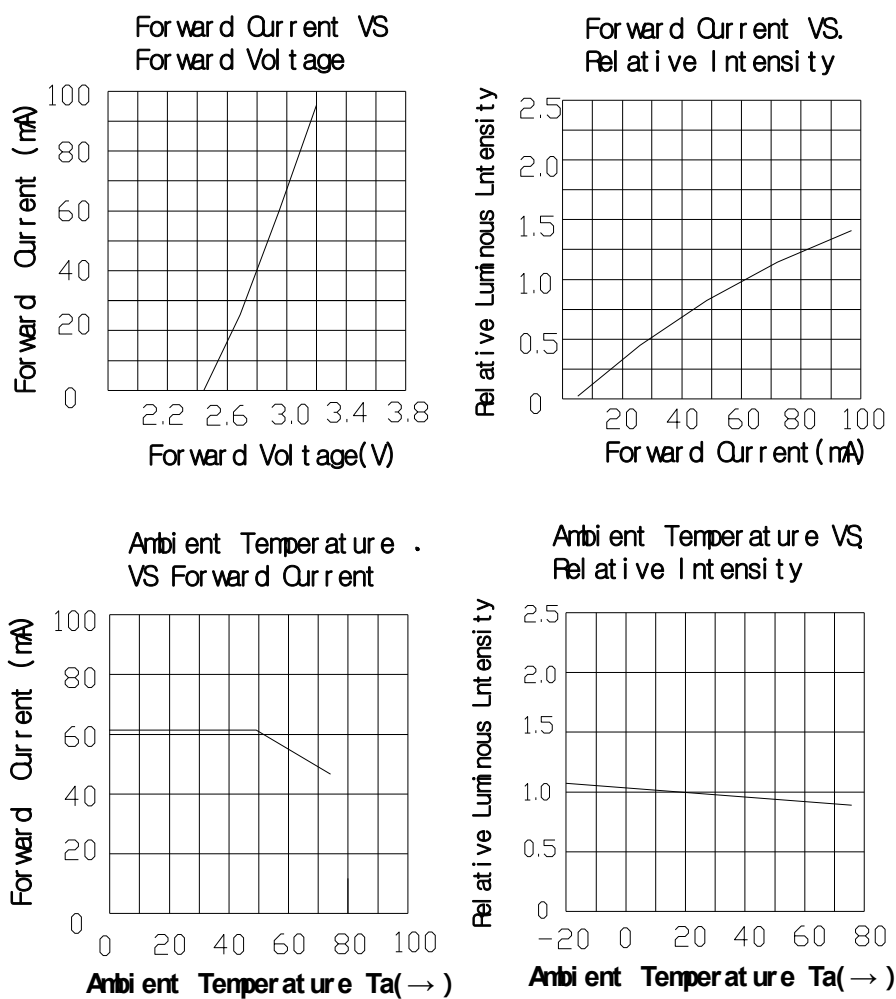 Forward Current VS
Forward Voltage
Forward Current (mA)
100
80
60
40
20
0
2.2 2.6 3.0 3.4 3.8
Forward Voltage(V)
Forward Current VS.
Relative Intensity
Relative Luminous Lntensity
2.5
2.0
1.5
1.0
0.5
0
20 40 60 80 100
Forward Current(mA)
Ambient Temperature .
VS Forward Current
Forward Current (mA)
100
80
60
40
20
0
0 20 40 60 80 100
Ambient Temperature Ta(→)
Ambient Temperature VS.
Relative Intensity
Relative Luminous Lntensity
2.5
2.0
1.5
1.0
0.5
0
-20 0 20 40 60 80
Ambient Temperature Ta(→)